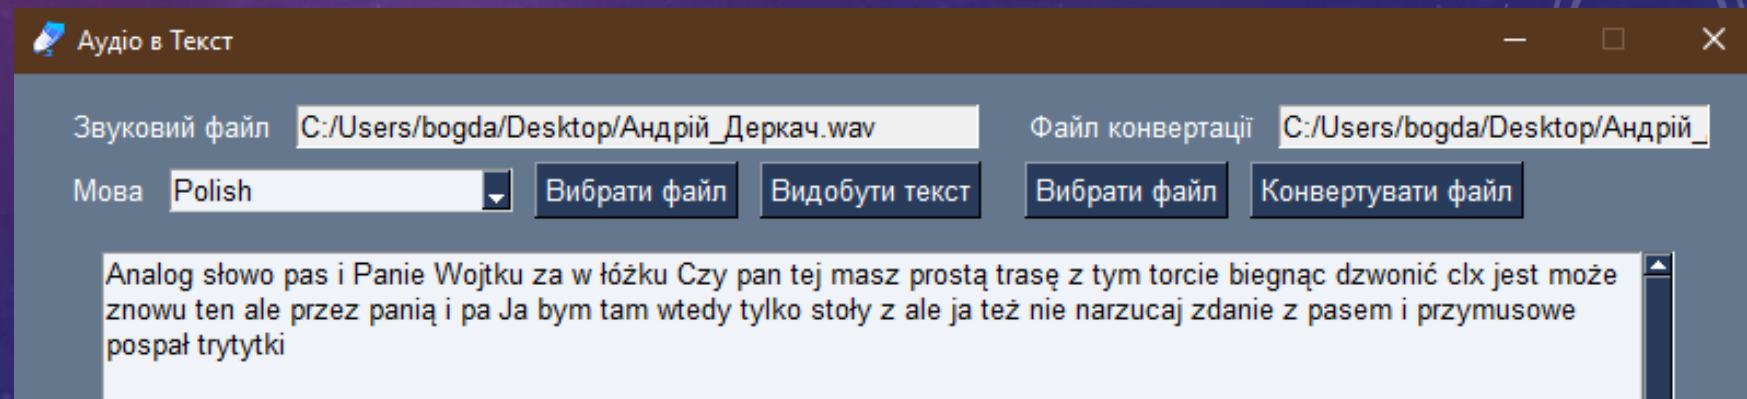 Аудіо в Текст
Звуковий файл C:/Users/bogda/Desktop/Андрій_Деркач.wav Файл конвертації C:/Users/bogda/Desktop/Андрій_
Мова Polish Вибрати файл Видобути текст Вибрати файл Конвертувати файл
Analog słowo pas i Panie Wojtku za w łóżku Czy pan tej masz prostą trasę z tym torcie biegnąc dzwonić clx jest może
znowu ten ale przez panią i pa Ja bym tam wtedy tylko stoły z ale ja też nie narzucaj zdanie z pasem i przymusowe
pospał trytytki